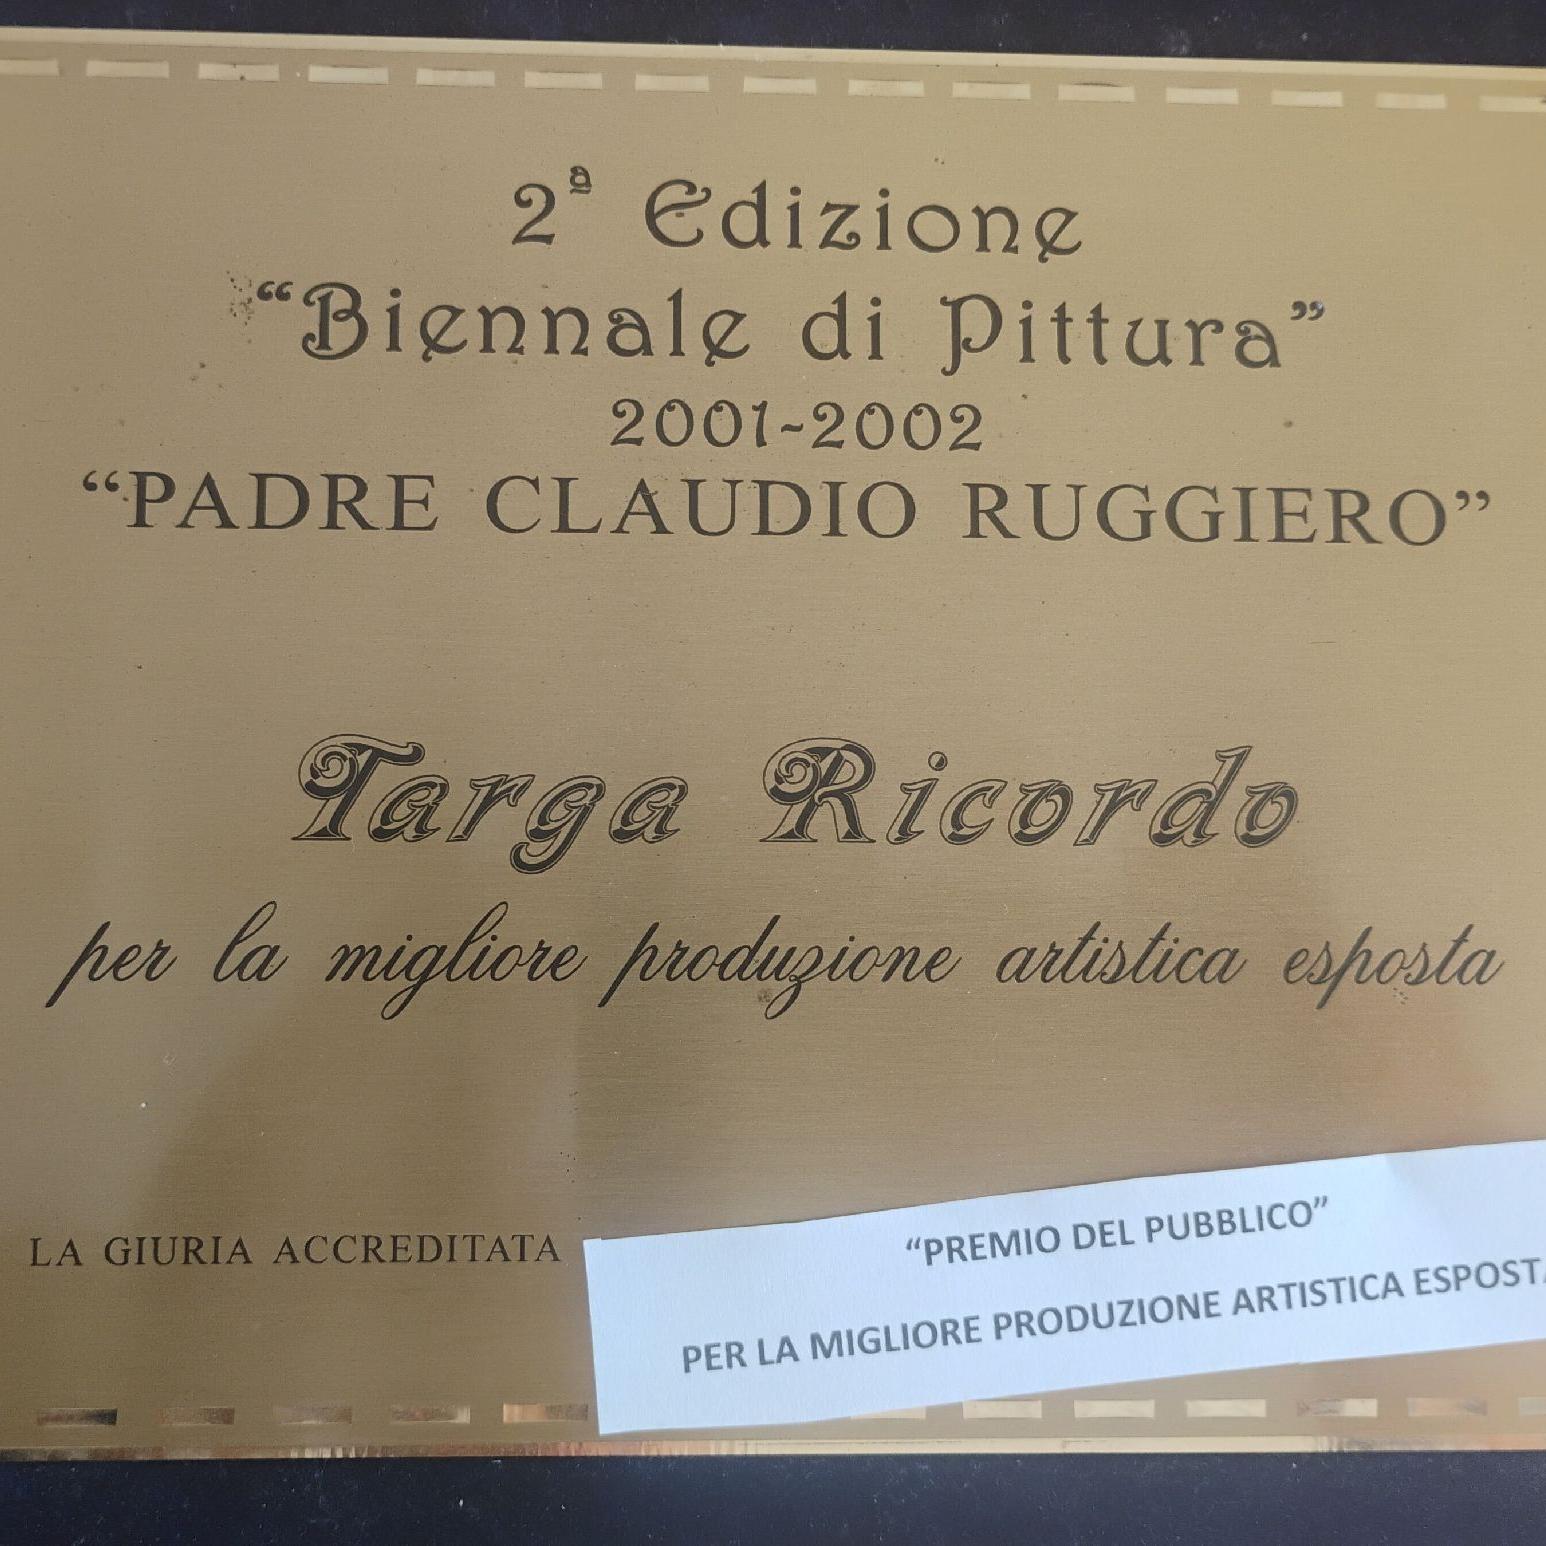 2ª Edizione
“Biennale di Pittura”
2001-2002
“PADRE CLAUDIO RUGGIERO”
Targa Ricordo
per la migliore produzione artistica esposta
LA GIURIA ACCREDITATA
“PREMIO DEL PUBBLICO”
PER LA MIGLIORE PRODUZIONE ARTISTICA ESPOSTA